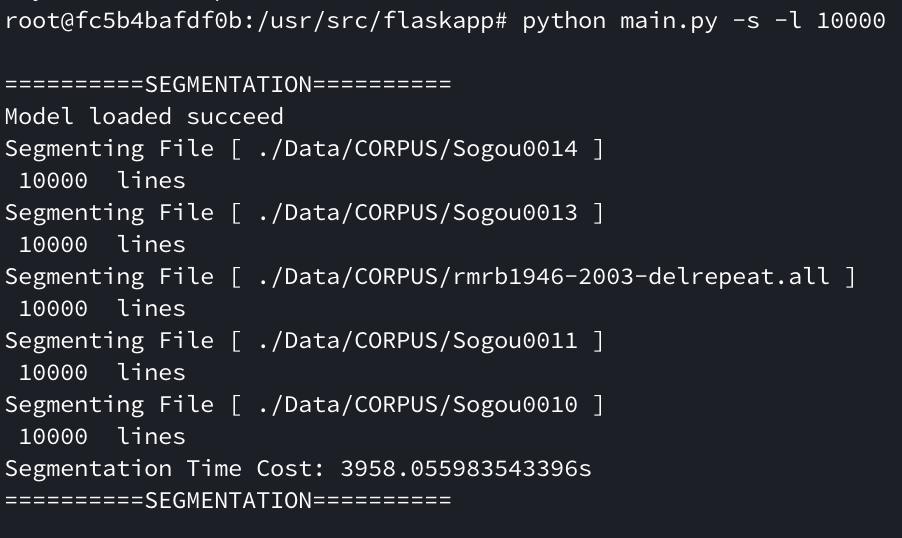 root@fc5b4bafdf0b:/usr/src/flaskapp# python main.py -s -l 10000
==========SEGMENTATION==========
Model loaded succeed
Segmenting File [ ./Data/CORPUS/Sogou0014 ]
 10000  lines
Segmenting File [ ./Data/CORPUS/Sogou0013 ]
 10000  lines
Segmenting File [ ./Data/CORPUS/rmrb1946-2003-delrepeat.all ]
 10000  lines
Segmenting File [ ./Data/CORPUS/Sogou0011 ]
 10000  lines
Segmenting File [ ./Data/CORPUS/Sogou0010 ]
 10000  lines
Segmentation Time Cost: 3958.055983543396s
==========SEGMENTATION==========